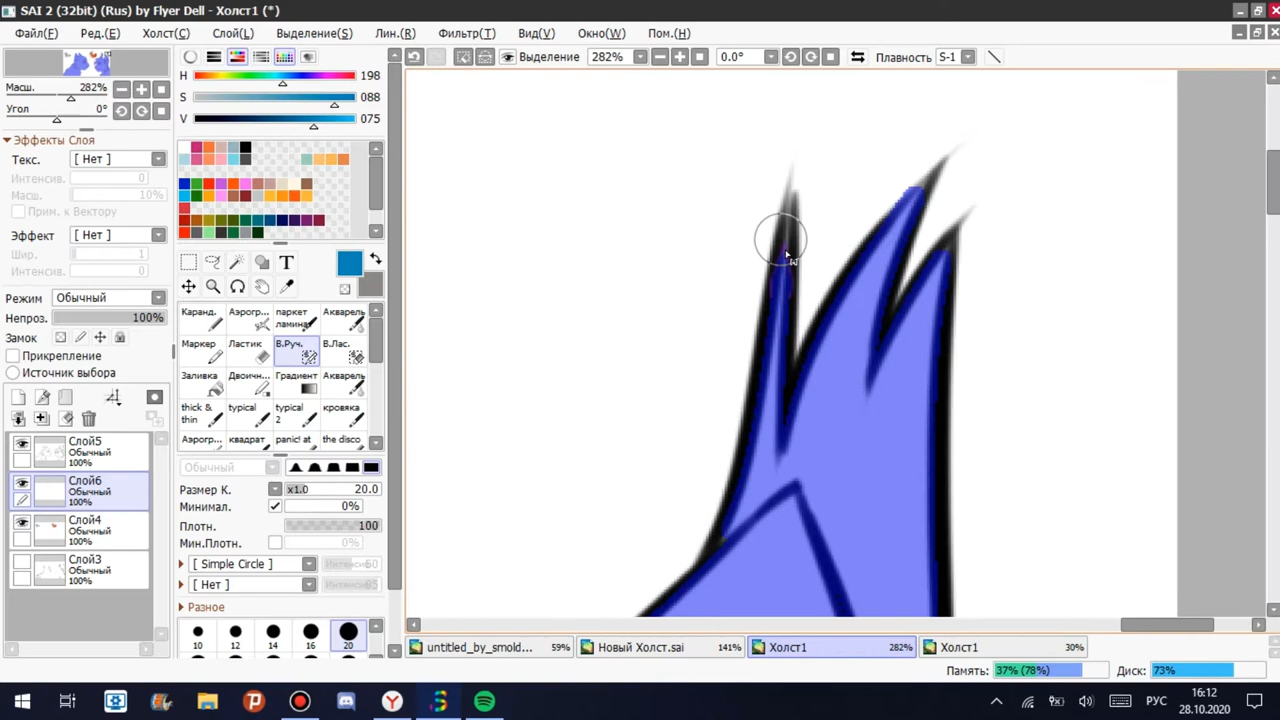 SAI 2 (32bit) (Rus) by Flyer Dell - Холст1 (*)
Файл(F) Ред.(E) Холст(C) Слой(L) Выделение(S) Лин.(R) Фильтр(T) Вид(V) Окно(W) Пом.(H)
Выделение 282% 0.0° Плавность S-1
Масш. 282%
Угол 0°
H 198
S 088
V 075
Эффекты Слоя
Текс. [ Нет ]
Интенсив. 0
Масш. 10%
Прим. к Вектору
Эффект [ Нет ]
Шир. 1
Интенсив. 0
Режим Обычный
Непроз. 100%
Замок
Прикрепление
Источник выбора
Слой5
Обычный
100%
Слой6
Обычный
100%
Слой4
Обычный
100%
Слой3
Обычный
100%
T
Каранд. Аэрогр... паркет ламина Акварель
Маркер Ластик В.Руч. В.Лас.
Заливка Двоичн... Градиент Акварель
thick & thin typical typical 2 кровяка
Аэрогр... квадрат panic! at the disco
Обычный
Размер К. x1.0 20.0
Минимал. 0%
Плотн. 100
Мин.Плотн. 0%
[ Simple Circle ]
[ Нет ]
Разное
10 12 14 16 20
untitled_by_smold... 59% Новый Холст.sai 141% Холст1 282% Холст1 30%
Память: 37% (78%) Диск: 73%
РУС 16:12
28.10.2020